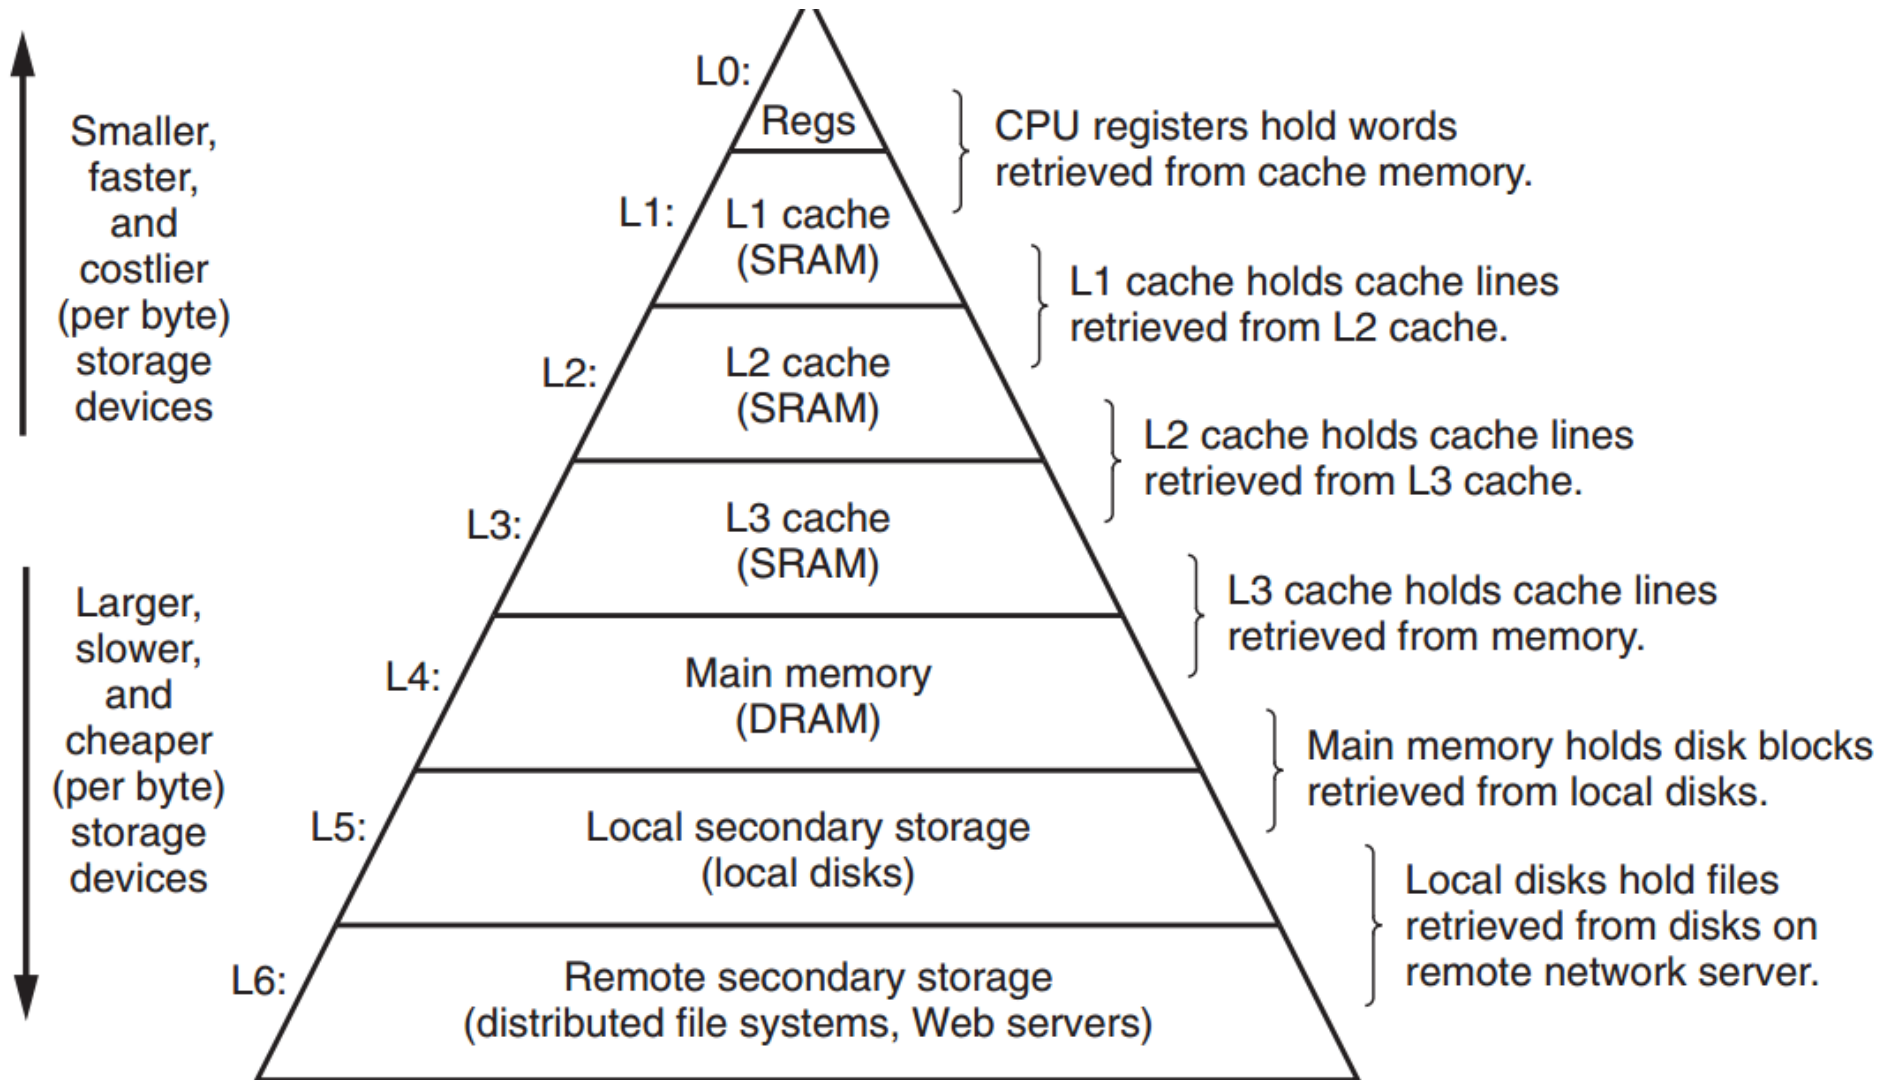 Smaller,
faster,
and
costlier
(per byte)
storage
devices
Larger,
slower,
and
cheaper
(per byte)
storage
devices
L0:
Regs
CPU registers hold words
retrieved from cache memory.
L1:
L1 cache
(SRAM)
L1 cache holds cache lines
retrieved from L2 cache.
L2:
L2 cache
(SRAM)
L2 cache holds cache lines
retrieved from L3 cache.
L3:
L3 cache
(SRAM)
L3 cache holds cache lines
retrieved from memory.
L4:
Main memory
(DRAM)
Main memory holds disk blocks
retrieved from local disks.
L5:
Local secondary storage
(local disks)
Local disks hold files
retrieved from disks on
remote network server.
L6:
Remote secondary storage
(distributed file systems, Web servers)